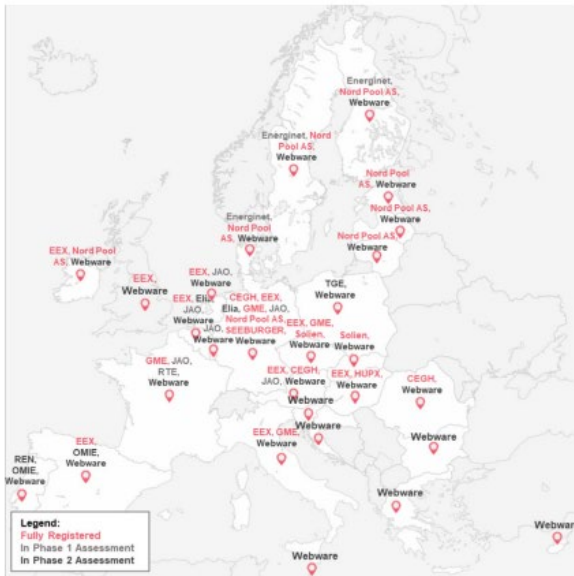 Energinet,
Nord Pool AS,
Webware
Energinet, Nord
Pool AS,
Webware
Nord Pool
AS, Webware
Nord Pool AS,
Webware
Nord Pool AS,
Webware
Energinet,
Nord Pool
AS, Webware
EEX, Nord Pool
AS, Webware
EEX,
Webware
EEX, JAO,
Webware
EEX, Elia,
JAO,
Webware
JAO,
Webware
CEGH, EEX,
Elia, GME, JAO,
Nord Pool AS,
SEEBURGER,
Webware
TGE,
Webware
EEX, GME,
Solien,
Webware
Solien,
Webware
GME, JAO,
RTE,
Webware
EEX, CEGH,
JAO, Webware
EEX, HUPX,
Webware
CEGH,
Webware
Webware
Webware
Webware
EEX, GME,
Webware
EEX,
OMIE,
Webware
REN,
OMIE,
Webware
Webware
Webware
Webware
Legend:
Fully Registered
In Phase 1 Assessment
In Phase 2 Assessment